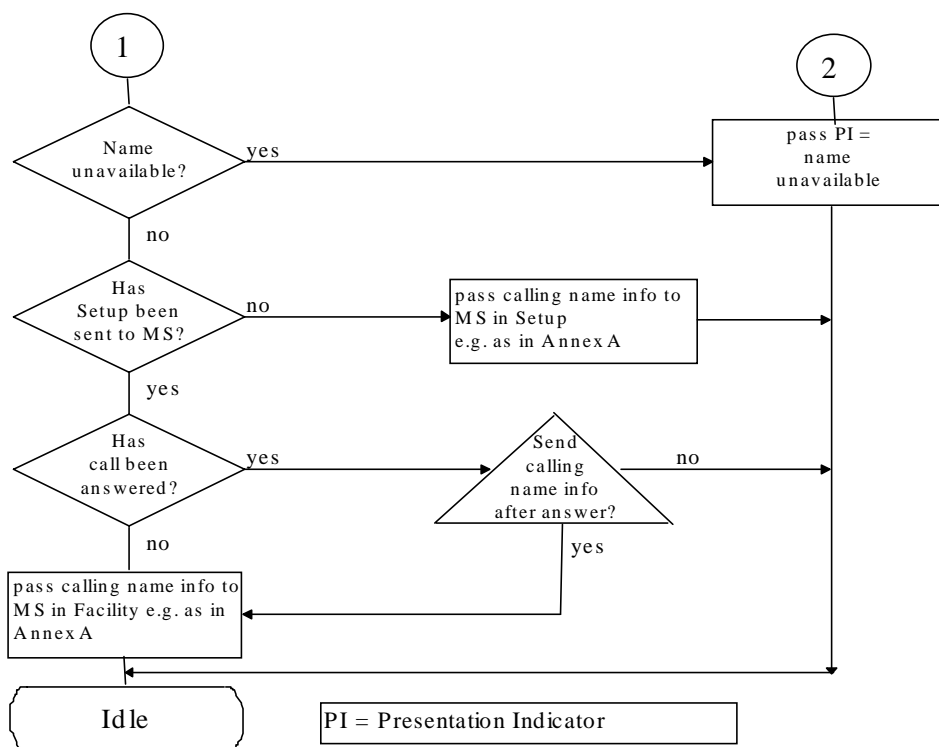 1
2
Name
unavailable?
yes
pass PI =
name
unavailable
no
Has
Setup been
sent to MS?
no
pass calling name info to
MS in Setup
e.g. as in Annex A
yes
Has
call been
answered?
yes
Send
calling
name info
after answer?
no
yes
no
pass calling name info to
MS in Facility e.g. as in
Annex A
Idle
PI = Presentation Indicator